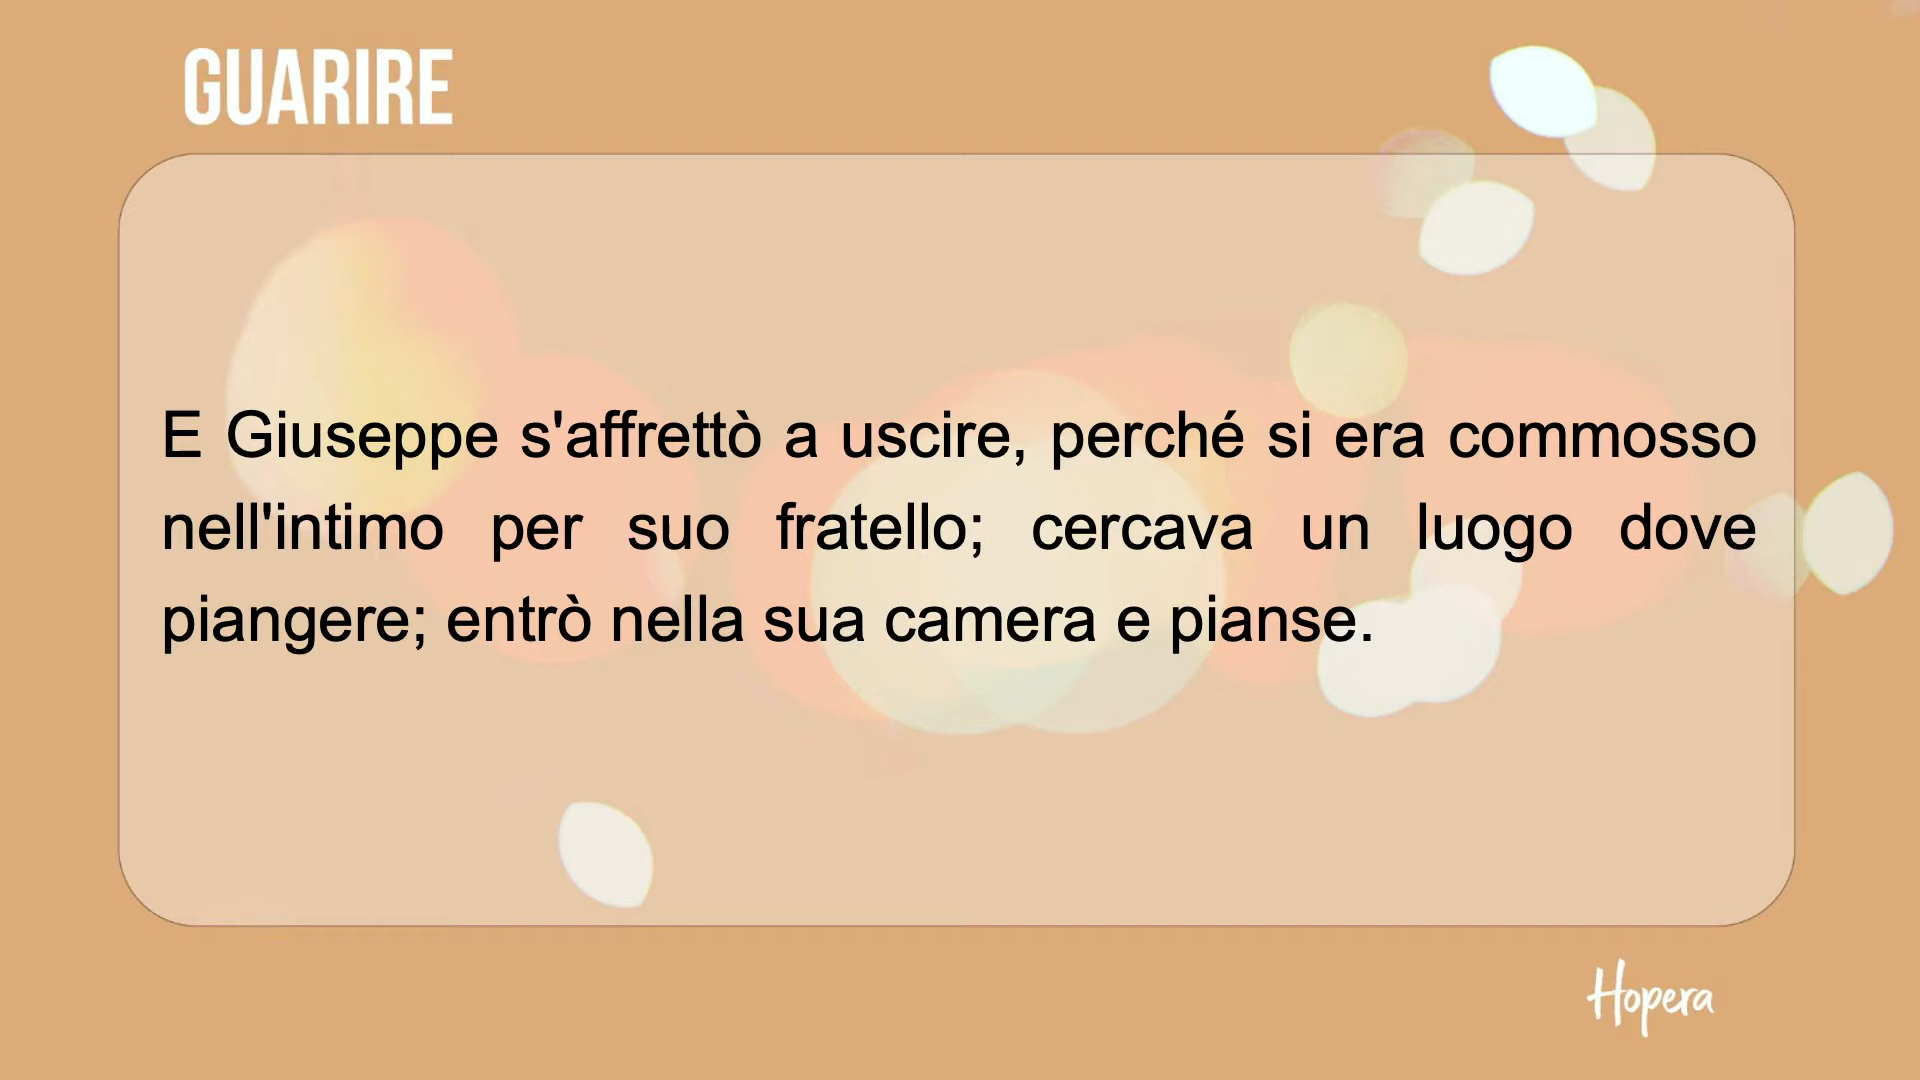 GUARIRE
E Giuseppe s'affrettò a uscire, perché si era commosso
nell'intimo per suo fratello; cercava un luogo dove
piangere; entrò nella sua camera e pianse.
Hopera